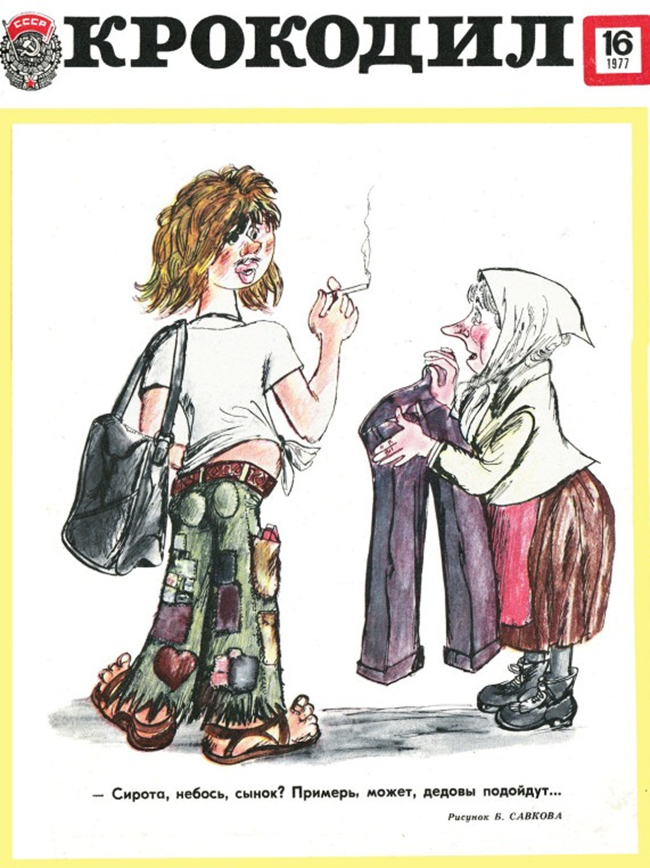 СССР
КРОКОДИЛ
16
1977
— Сирота, небось, сынок? Примерь, может, дедовы подойдут...
Рисунок Б. САВКОВА